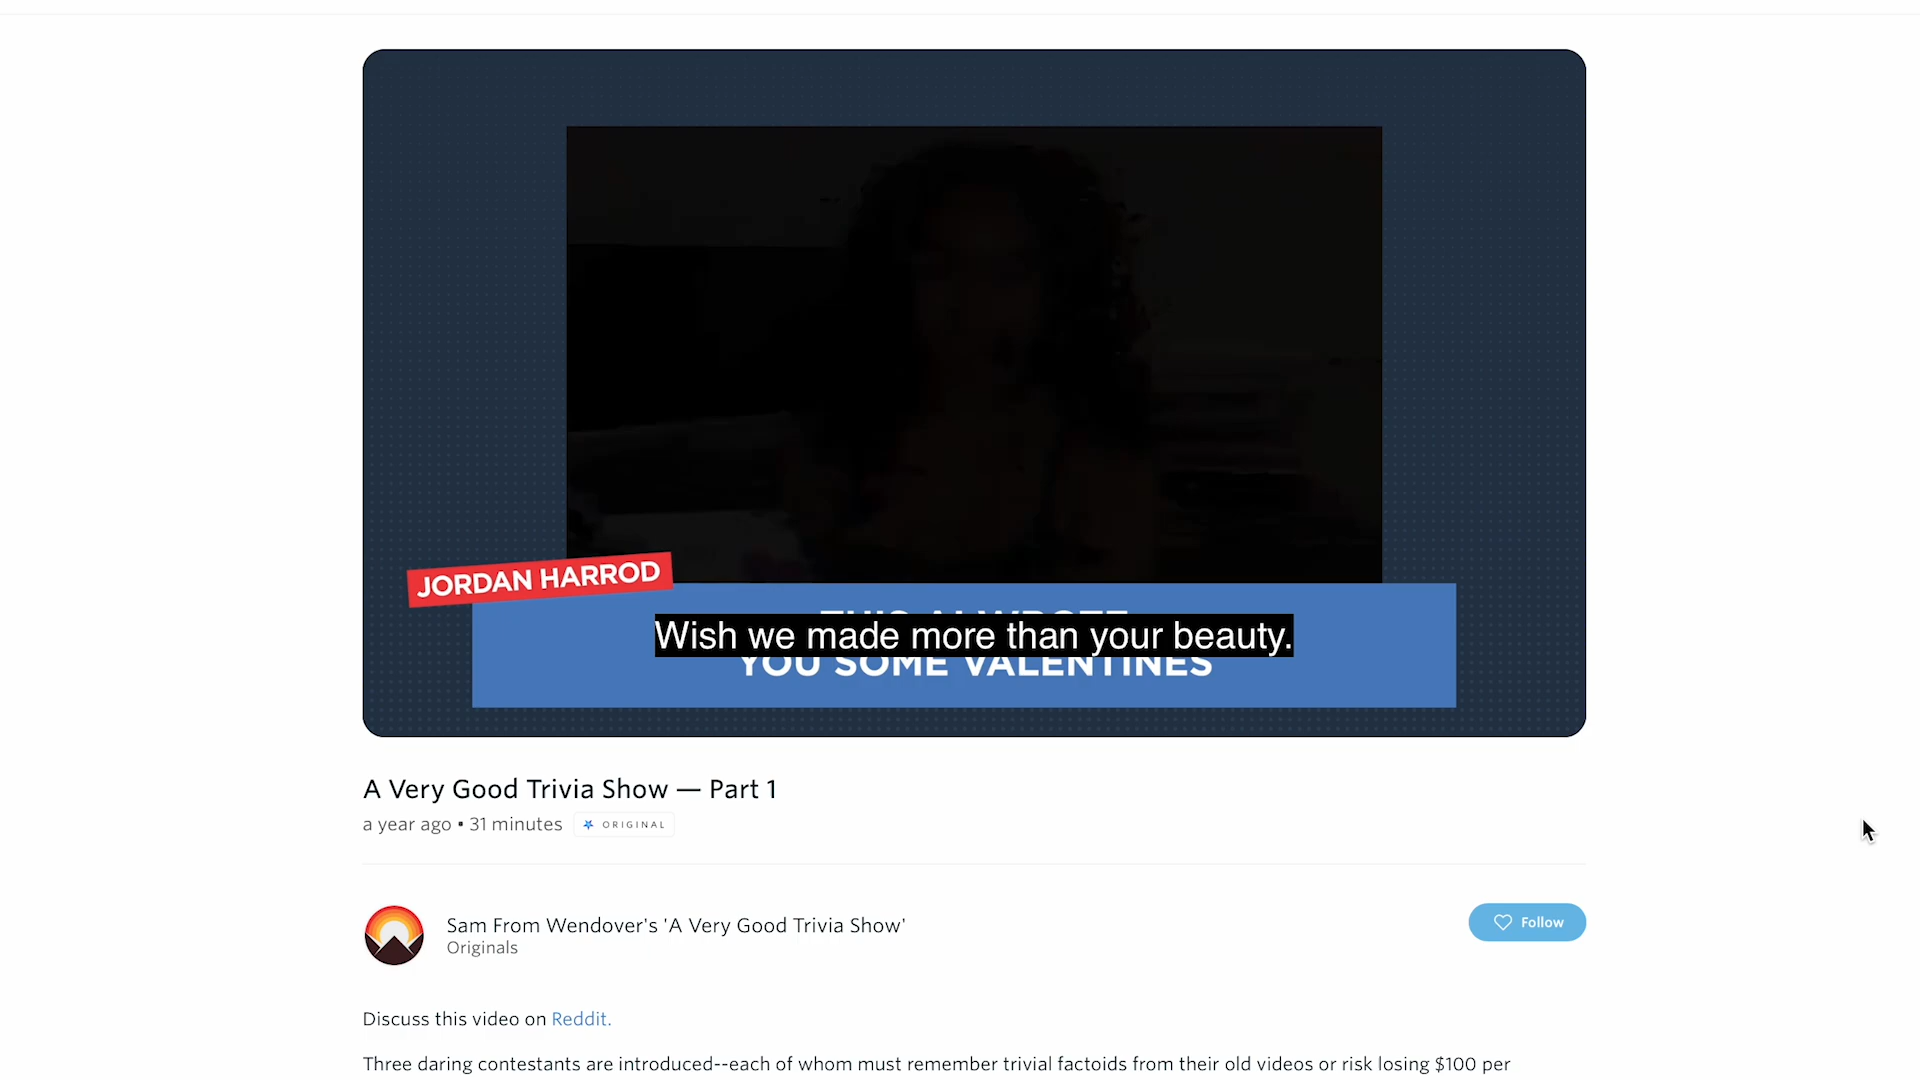 JORDAN HARROD
THIS AI WROTE
Wish we made more than your beauty.
YOU SOME VALENTINES
A Very Good Trivia Show — Part 1
a year ago • 31 minutes ORIGINAL
Sam From Wendover's 'A Very Good Trivia Show'
Originals
Follow
Discuss this video on Reddit.
Three daring contestants are introduced--each of whom must remember trivial factoids from their old videos or risk losing $100 per